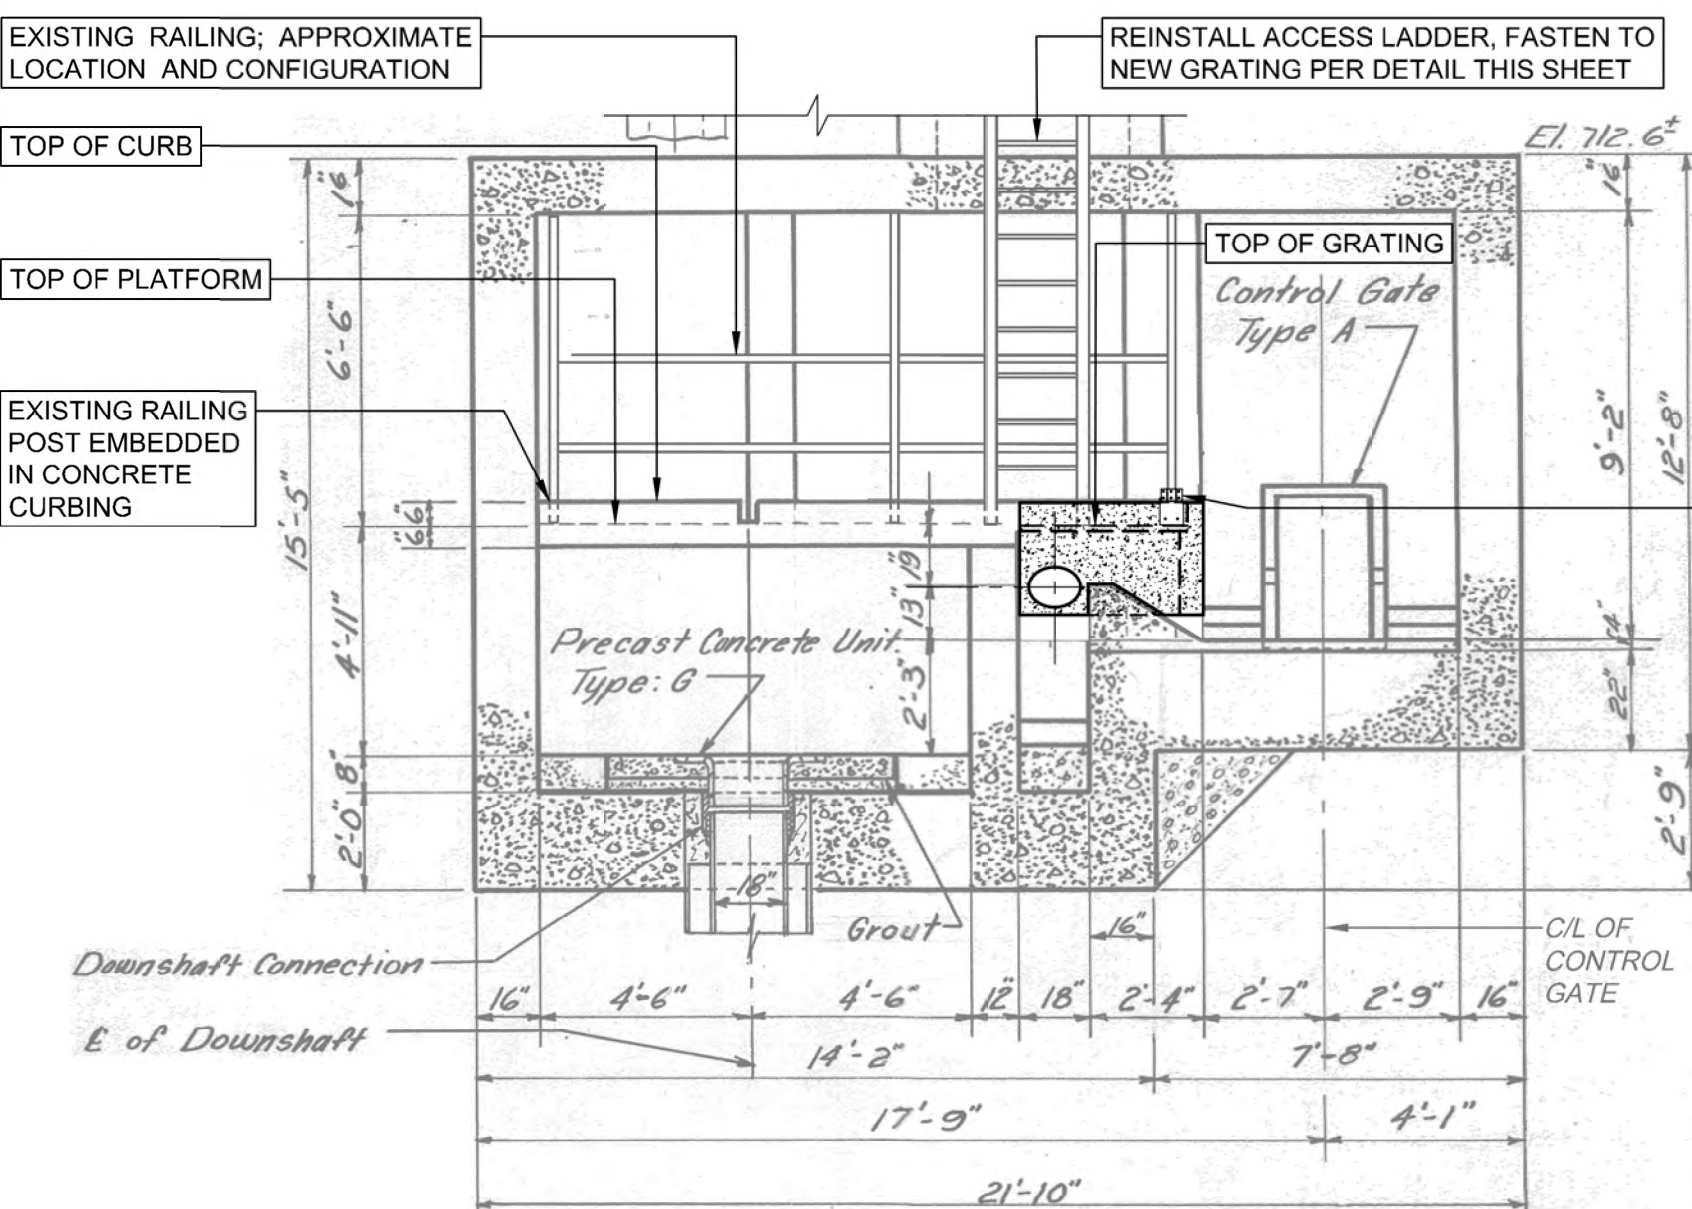 EXISTING RAILING; APPROXIMATE
LOCATION AND CONFIGURATION
REINSTALL ACCESS LADDER, FASTEN TO
NEW GRATING PER DETAIL THIS SHEET
TOP OF CURB
El. 712.6±
16"
16"
TOP OF GRATING
TOP OF PLATFORM
Control Gate
Type A
6'-6"
EXISTING RAILING
POST EMBEDDED
IN CONCRETE
CURBING
9'-2"
12'-8"
15'-5"
6"
6"
19"
13"
4'-11"
Precast Concrete Unit
Type: G
2'-3"
4"
22"
8"
2'-0"
2'-9"
18"
Grout
16"
C/L OF
CONTROL
GATE
Downshaft Connection
16"
4'-6"
4'-6"
12"
18"
2'-4"
2'-7"
2'-9"
16"
℄ of Downshaft
14'-2"
7'-8"
17'-9"
4'-1"
21'-10"